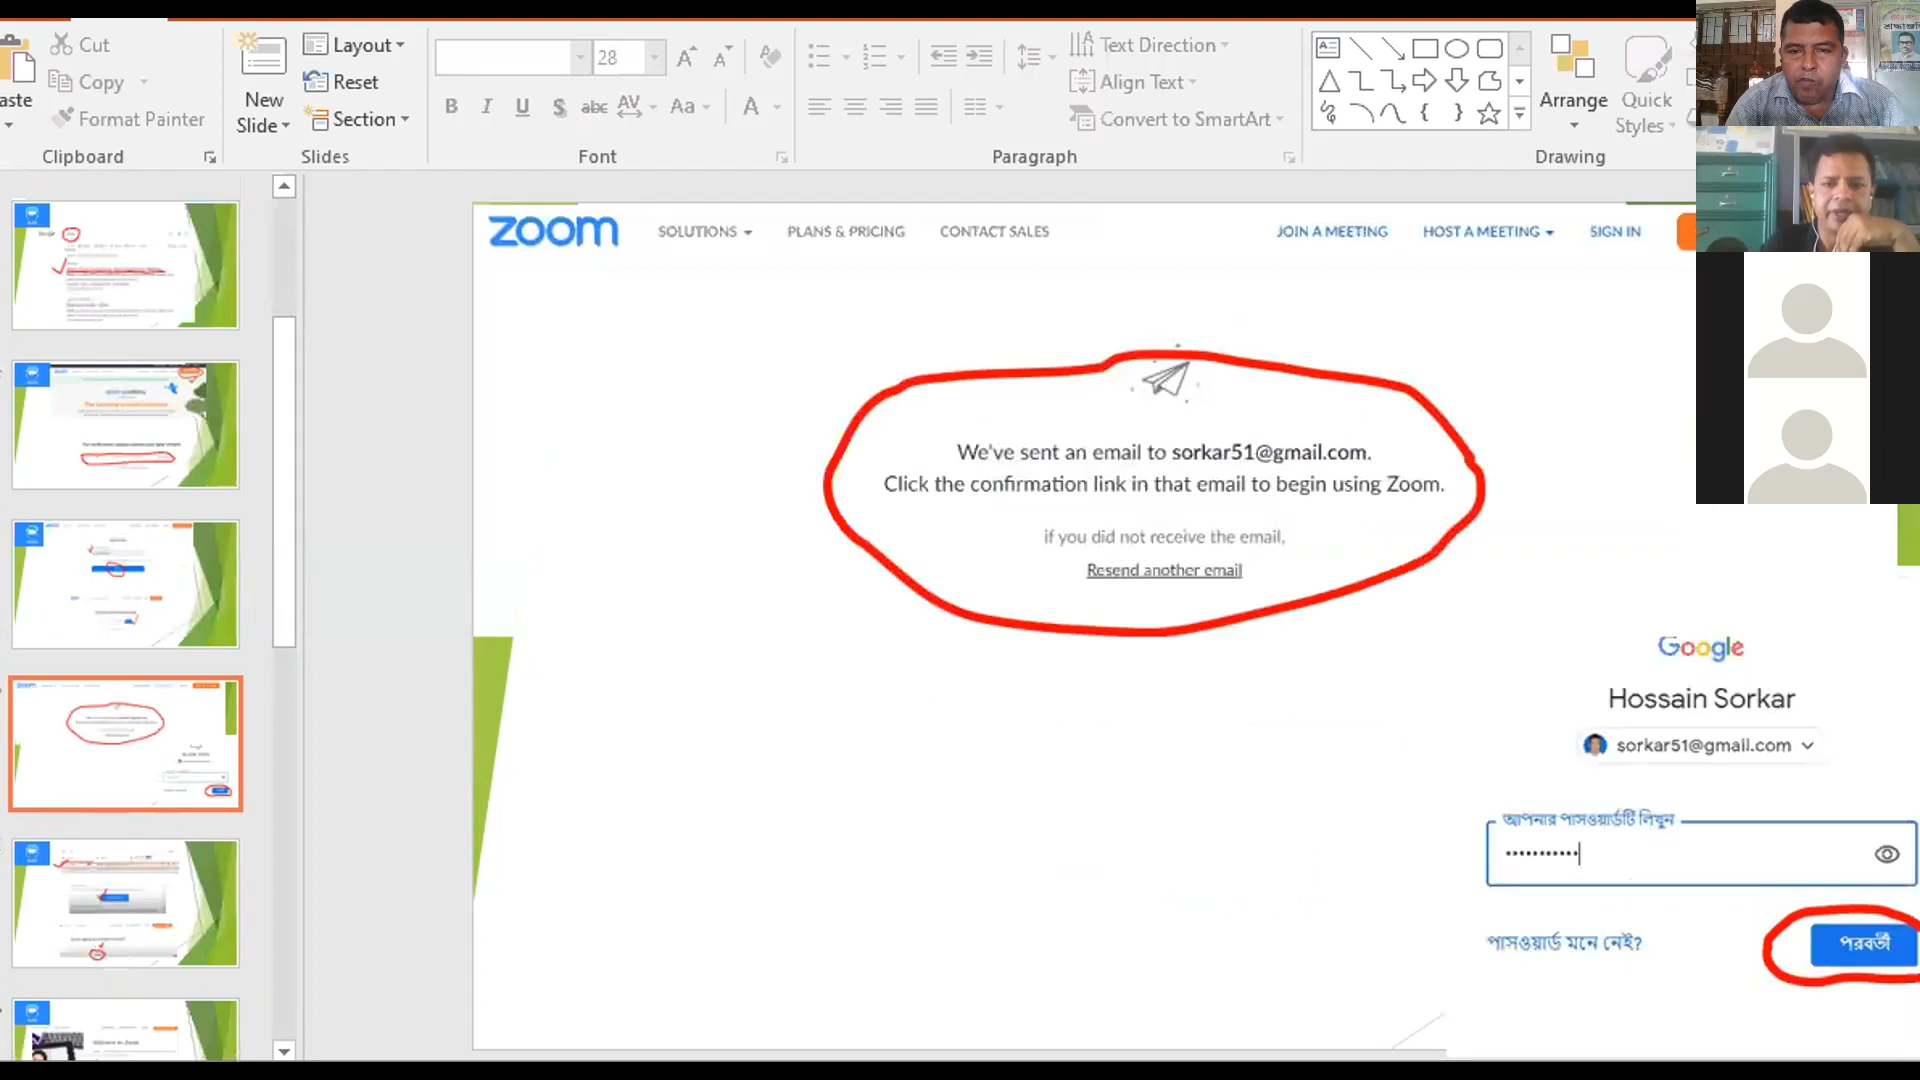 Cut
Copy
Format Painter
Clipboard
New
Slide
Layout
Reset
Section
Slides
28
B I U S abc AV Aa A
Font
Text Direction
Align Text
Convert to SmartArt
Paragraph
Arrange
Quick
Styles
Drawing
zoom SOLUTIONS PLANS & PRICING CONTACT SALES JOIN A MEETING HOST A MEETING SIGN IN
We've sent an email to sorkar51@gmail.com.
Click the confirmation link in that email to begin using Zoom.
if you did not receive the email,
Resend another email
Google
Hossain Sorkar
sorkar51@gmail.com
আপনার পাসওয়ার্ডটি লিখুন
পাসওয়ার্ড মনে নেই?
পরবর্তী